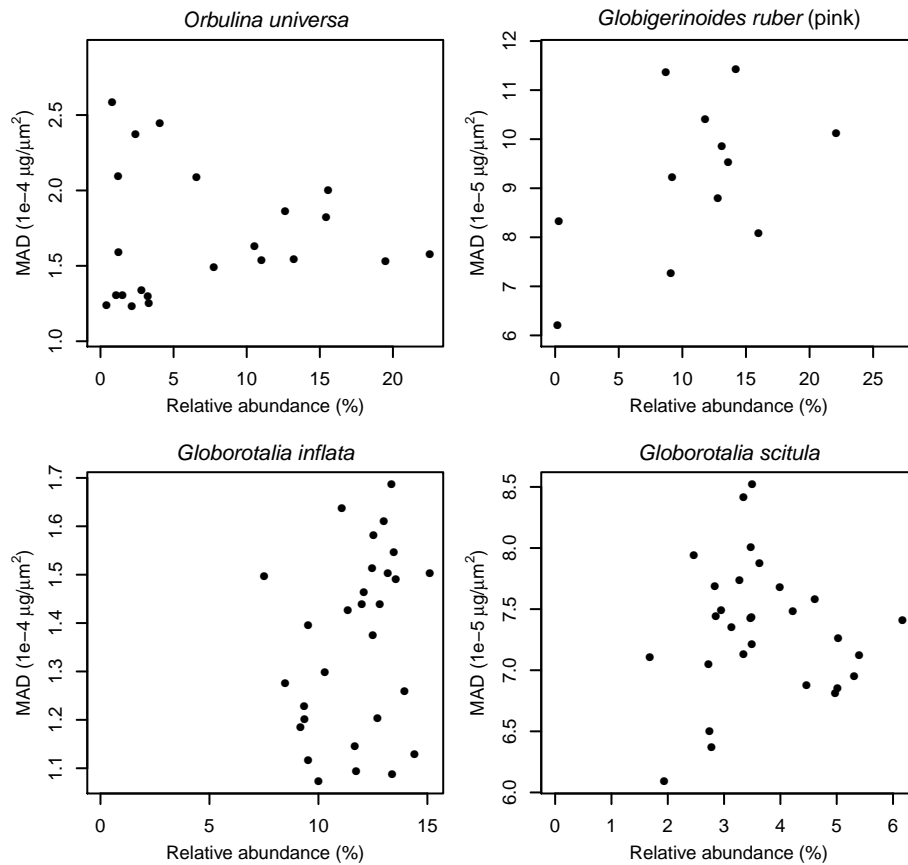 Orbulina universa
MAD (1e−4 μg/μm²)
2.5
2.0
1.5
1.0
0 5 10 15 20
Relative abundance (%)
Globigerinoides ruber (pink)
MAD (1e−5 μg/μm²)
12
11
10
9
8
7
6
0 5 10 15 20 25
Relative abundance (%)
Globorotalia inflata
MAD (1e−4 μg/μm²)
1.7
1.6
1.5
1.4
1.3
1.2
1.1
0 5 10 15
Relative abundance (%)
Globorotalia scitula
MAD (1e−5 μg/μm²)
8.5
8.0
7.5
7.0
6.5
6.0
0 1 2 3 4 5 6
Relative abundance (%)